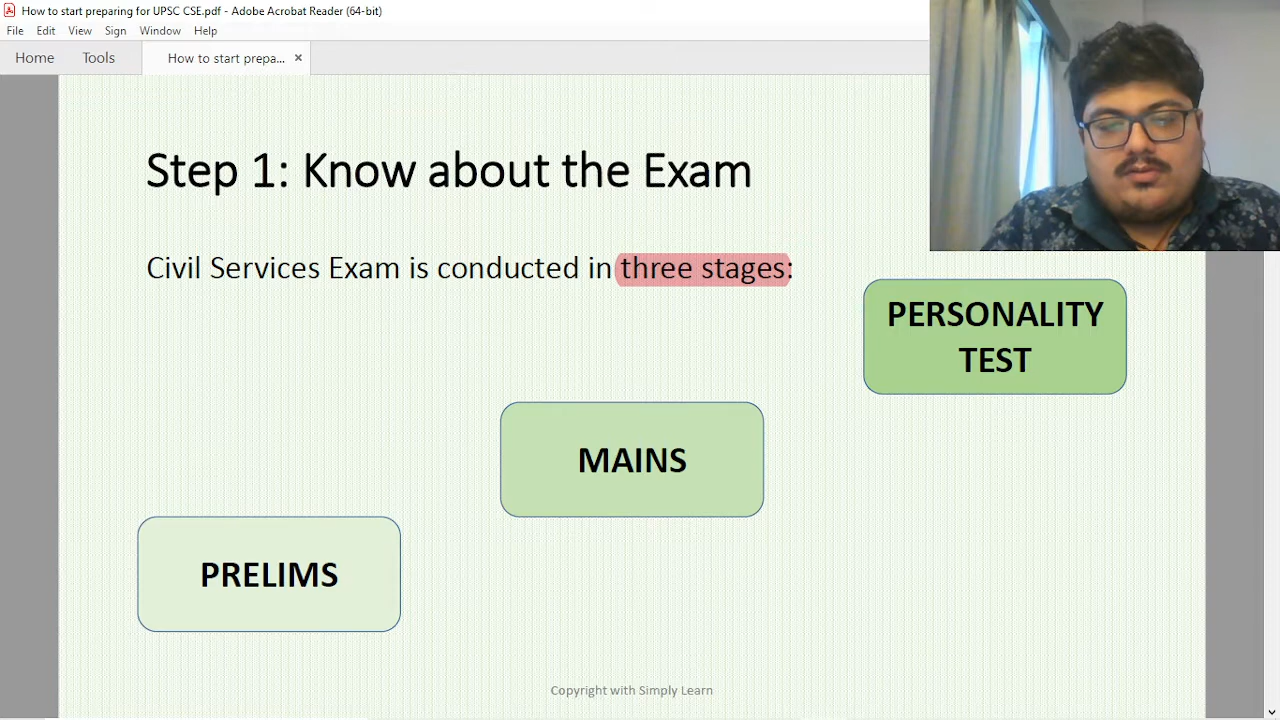 How to start preparing for UPSC CSE.pdf - Adobe Acrobat Reader (64-bit)
File Edit View Sign Window Help
Home Tools How to start prepa... ×
Step 1: Know about the Exam
Civil Services Exam is conducted in three stages:
PERSONALITY
TEST
MAINS
PRELIMS
Copyright with Simply Learn